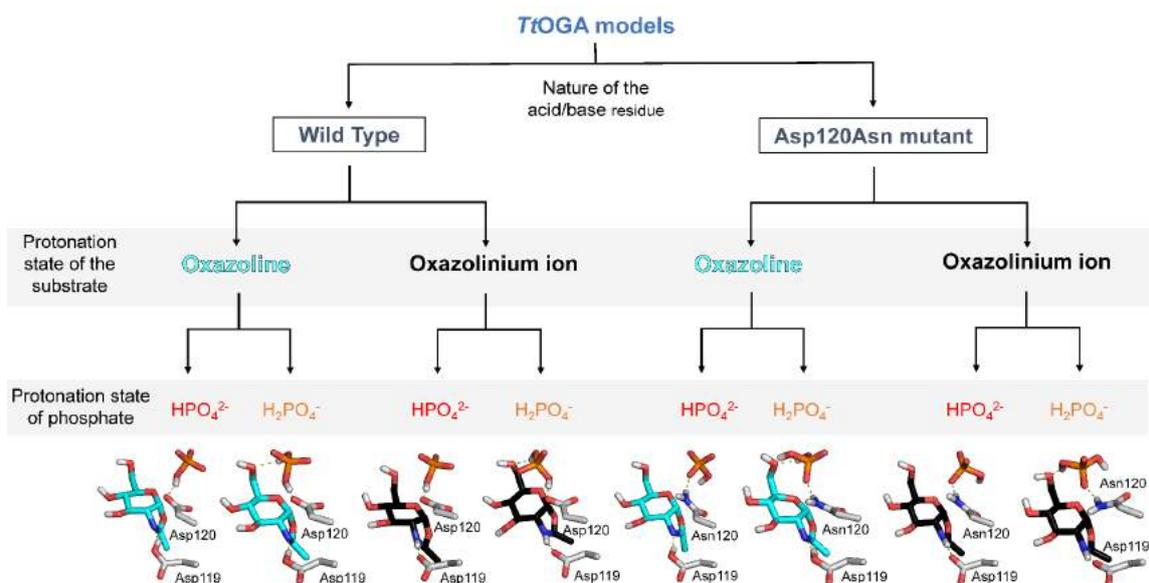 TtOGA models
Nature of the
acid/base residue
Wild Type
Asp120Asn mutant
Protonation
state of the
substrate
Oxazoline
Oxazolinium ion
Oxazoline
Oxazolinium ion
Protonation state
of phosphate
HPO₄²⁻
H₂PO₄⁻
HPO₄²⁻
H₂PO₄⁻
HPO₄²⁻
H₂PO₄⁻
HPO₄²⁻
H₂PO₄⁻
Asp120
Asp119
Asp120
Asp119
Asp120
Asp119
Asp120
Asp119
Asn120
Asp119
Asn120
Asp119
Asn120
Asp119
Asn120
Asp119